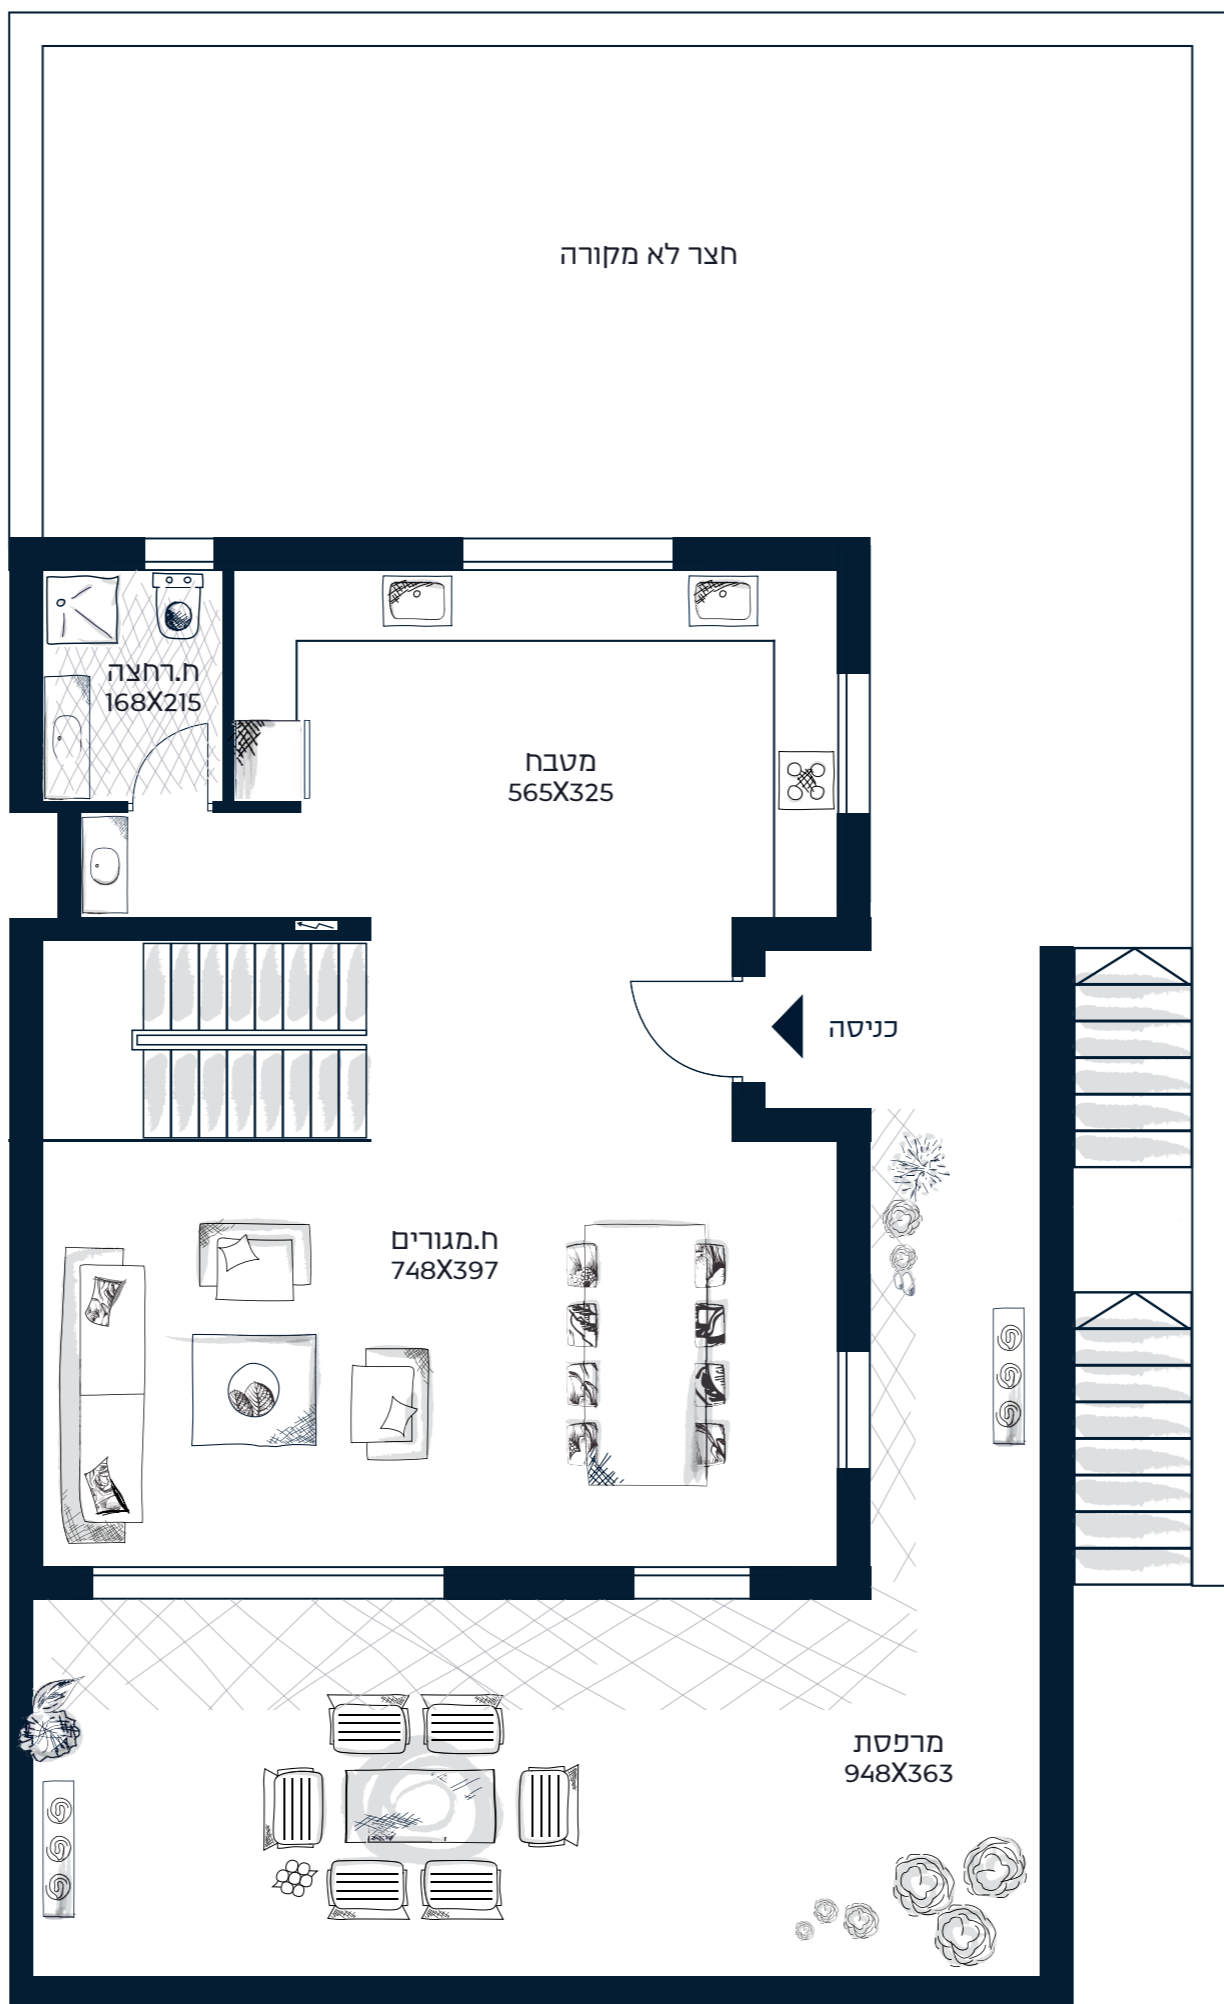 חצר לא מקורה
ח.רחצה
168X215
מטבח
565X325
כניסה
ח.מגורים
748X397
מרפסת
948X363